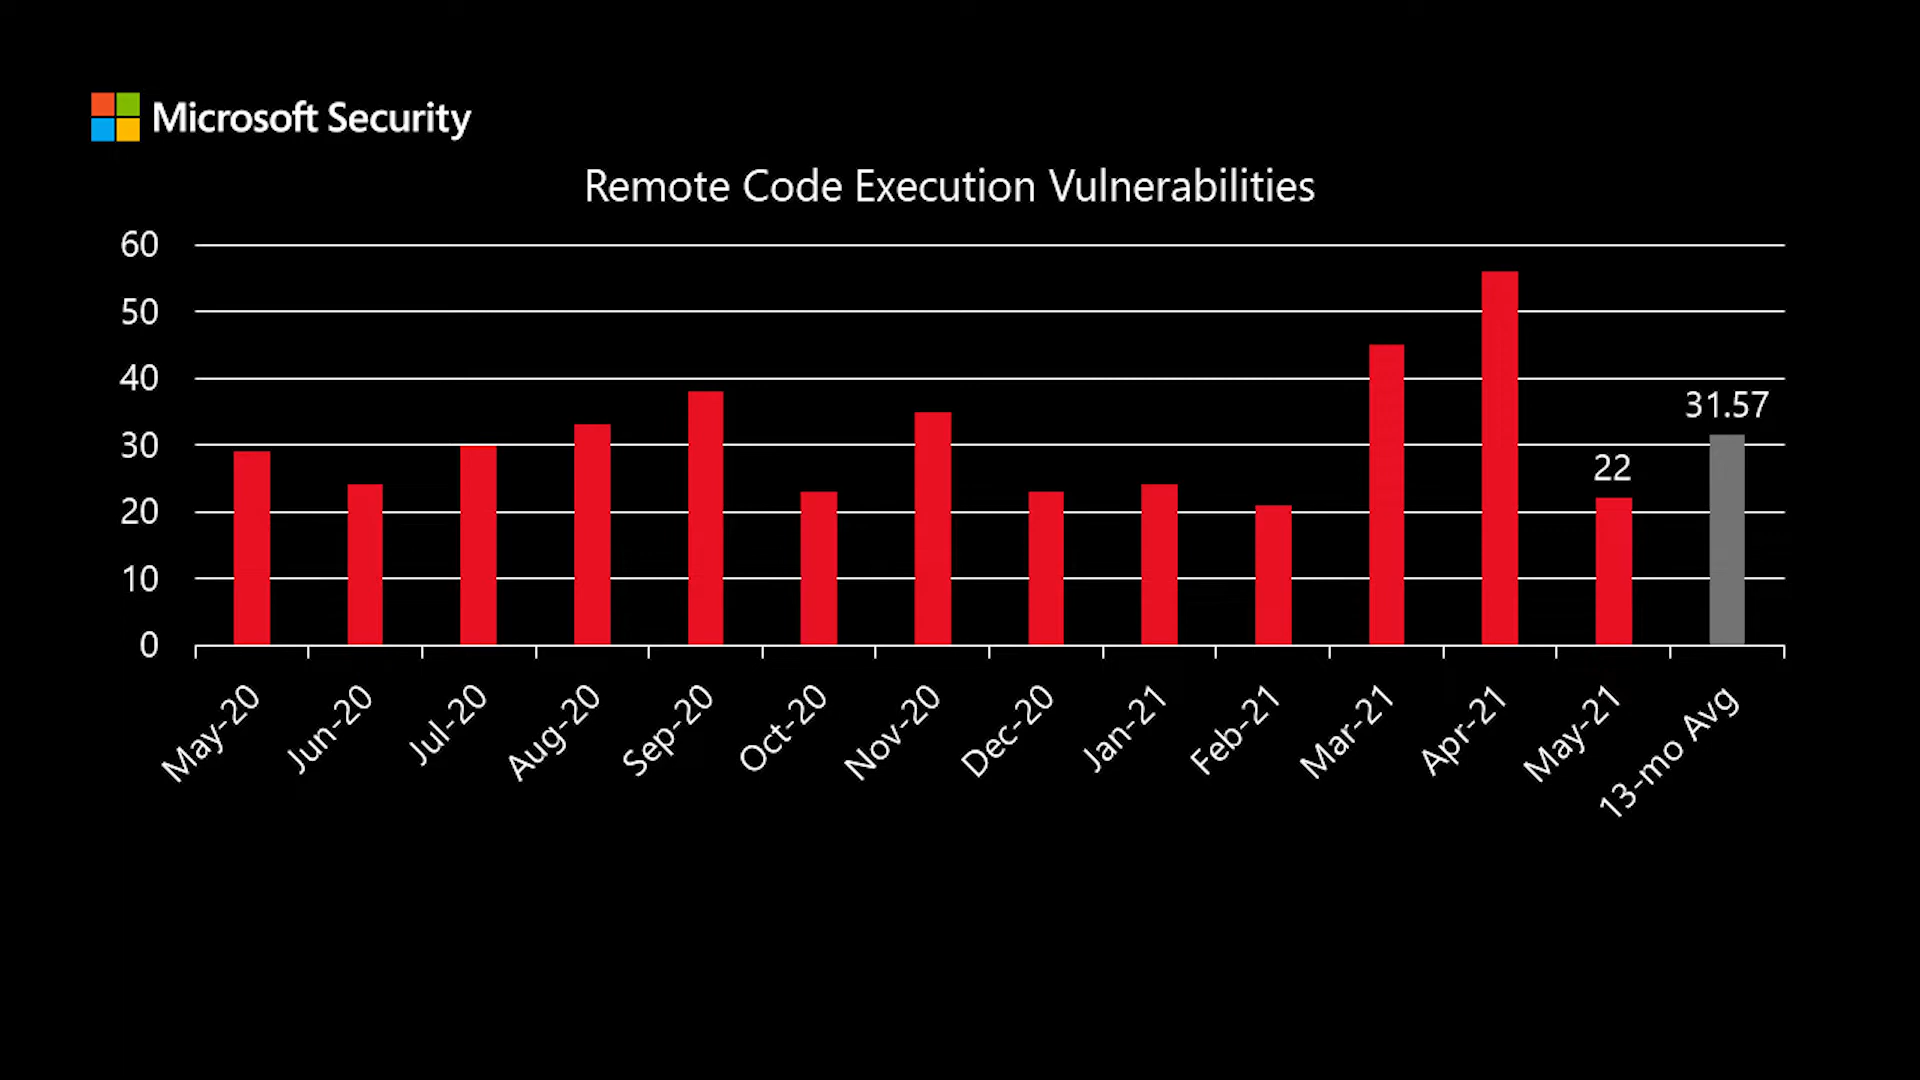 Microsoft Security
Remote Code Execution Vulnerabilities
60
50
40
30
20
10
0
31.57
22
May-20
Jun-20
Jul-20
Aug-20
Sep-20
Oct-20
Nov-20
Dec-20
Jan-21
Feb-21
Mar-21
Apr-21
May-21
13-mo Avg